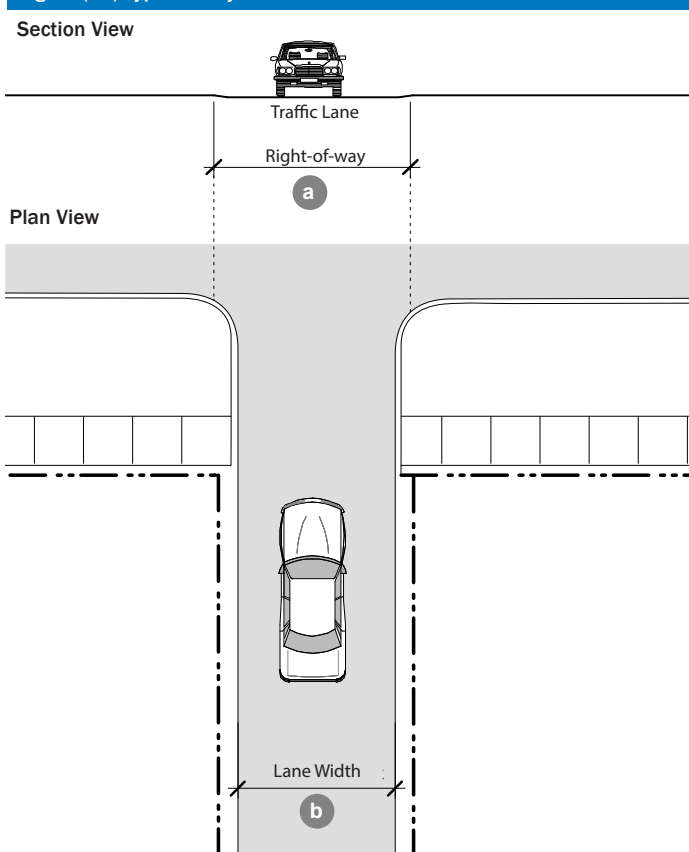 Section View
Traffic Lane
Right-of-way
a
Plan View
Lane Width
b